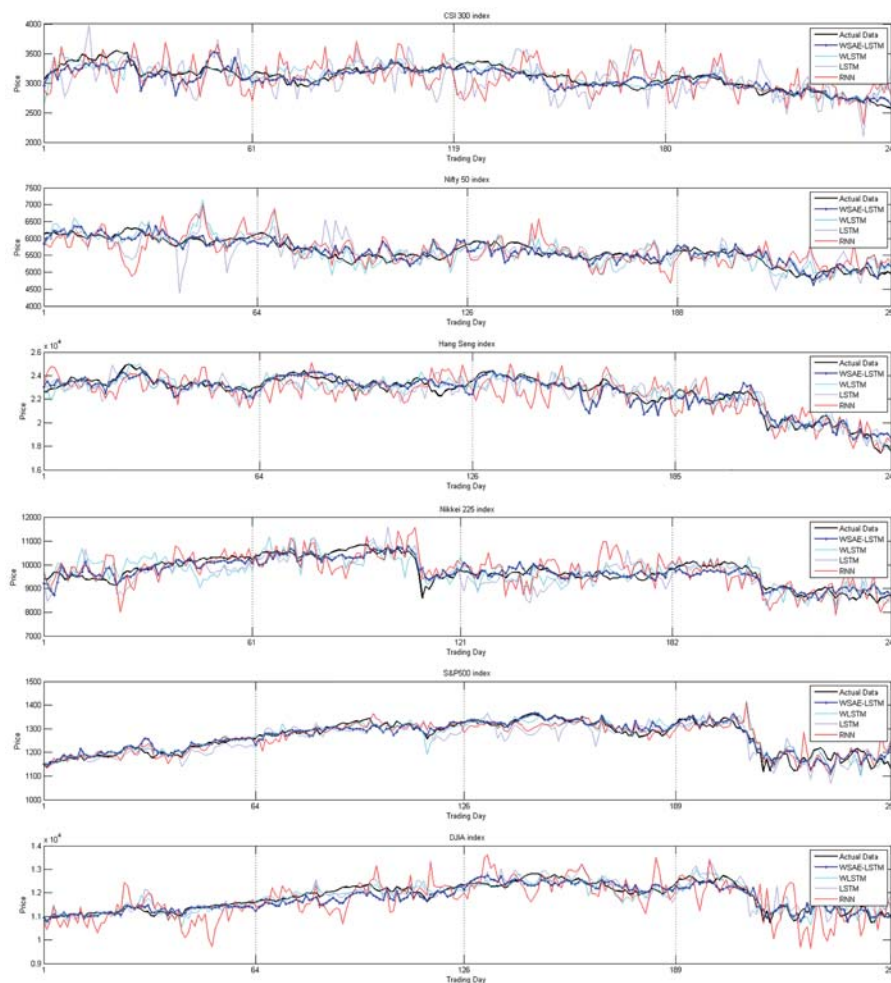 CSI 300 index
4000
3500
3000
2500
2000
Price
1
61
119
180
24
Trading Day
Actual Data
WSAE-LSTM
WLSTM
LSTM
RNN
Nifty 50 index
7500
7000
6500
6000
5500
5000
4500
4000
Price
1
64
126
188
25
Trading Day
Actual Data
WSAE-LSTM
WLSTM
LSTM
RNN
Hang Seng index
x 10⁴
2.6
2.4
2.2
2
1.8
1.6
Price
1
64
126
185
24
Trading Day
Actual Data
WSAE-LSTM
WLSTM
LSTM
RNN
Nikkei 225 index
12000
11000
10000
9000
8000
7000
Price
1
61
121
182
24
Trading Day
Actual Data
WSAE-LSTM
WLSTM
LSTM
RNN
S&P500 index
1500
1400
1300
1200
1100
1000
Price
1
64
126
189
25
Trading Day
Actual Data
WSAE-LSTM
WLSTM
LSTM
RNN
DJIA index
x 10⁴
1.4
1.3
1.2
1.1
1
0.9
Price
1
64
126
189
25
Trading Day
Actual Data
WSAE-LSTM
WLSTM
LSTM
RNN